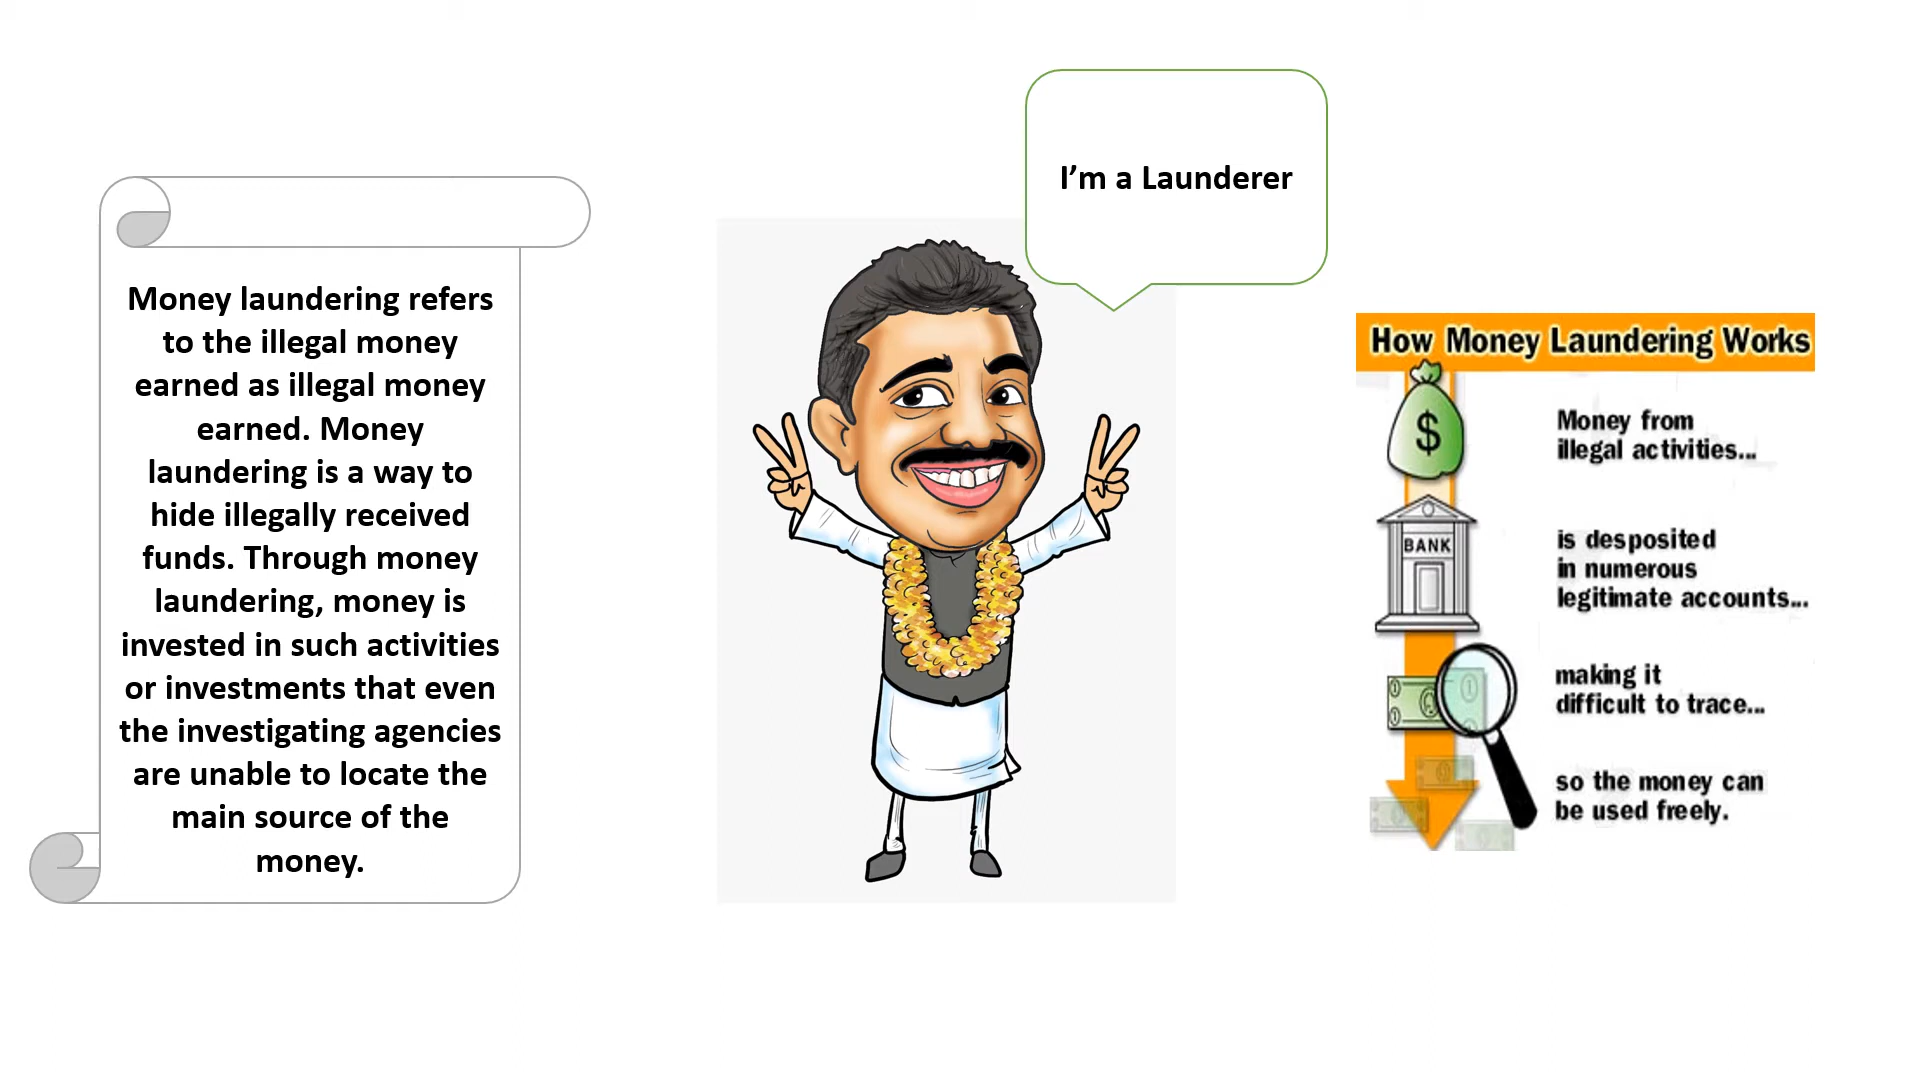 I’m a Launderer
Money laundering refers
to the illegal money
earned as illegal money
earned. Money
laundering is a way to
hide illegally received
funds. Through money
laundering, money is
invested in such activities
or investments that even
the investigating agencies
are unable to locate the
main source of the
money.
How Money Laundering Works
$
Money from
illegal activities...
BANK
is desposited
in numerous
legitimate accounts...
making it
difficult to trace...
so the money can
be used freely.